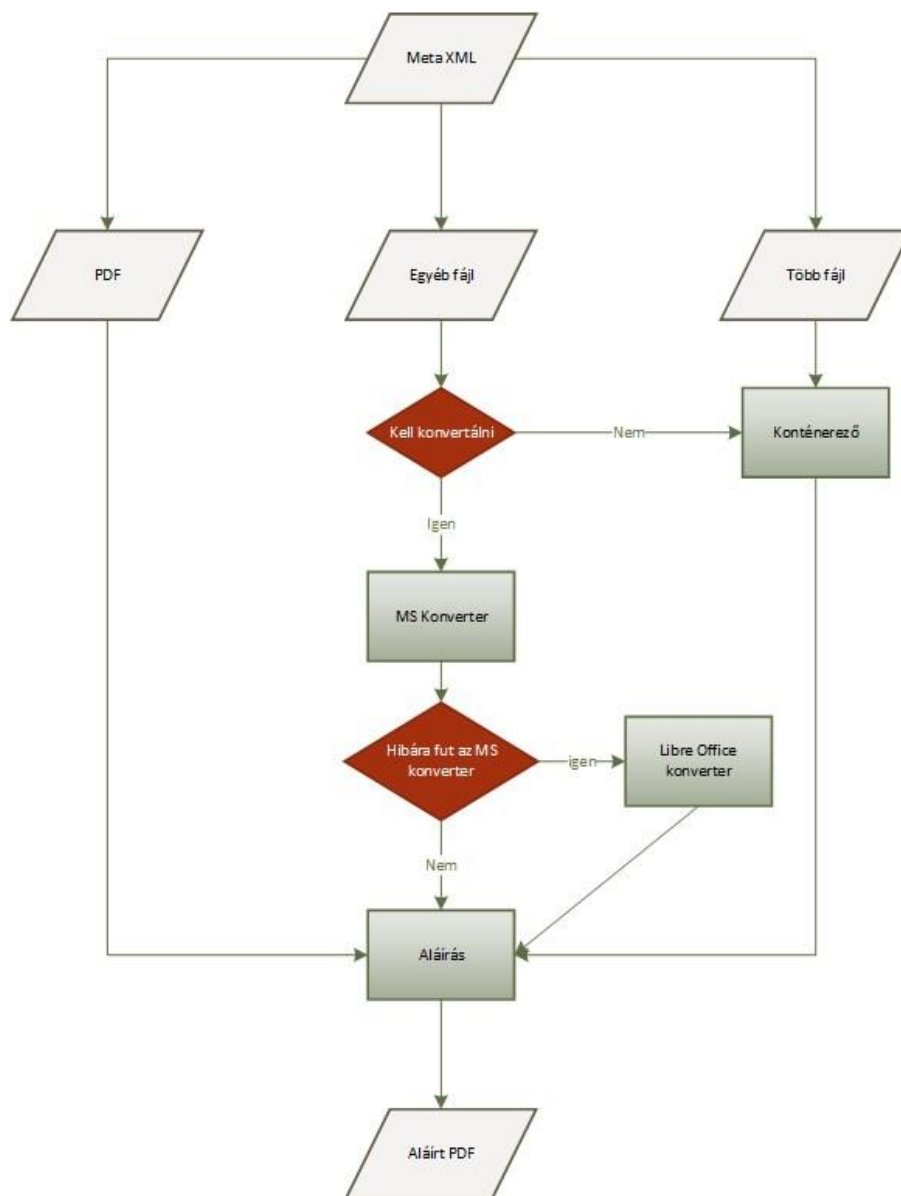 Meta XML
PDF
Egyéb fájl
Több fájl
Kell konvertálni
Nem
Konténerező
Igen
MS Konverter
Hibára fut az MS
konverter
igen
Libre Office
konverter
Nem
Aláírás
Aláírt PDF